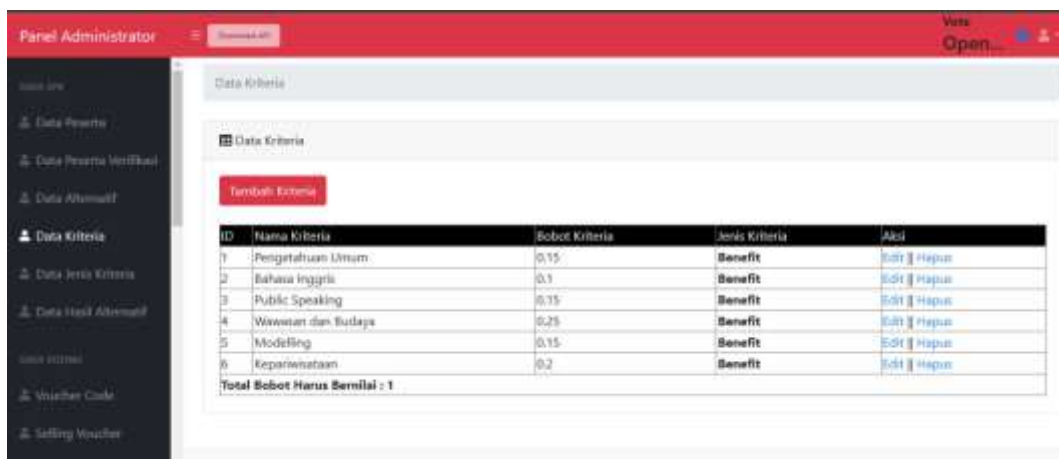 Panel Administrator
Vote
Open...
Data Kriteria
Data Peserta
Data Peserta Verifikasi
Data Alternatif
Data Kriteria
Data Jenis Kriteria
Data Hasil Alternatif
Voucher Code
Selling Voucher
Data Kriteria
Tambah Kriteria
ID Nama Kriteria Bobot Kriteria Jenis Kriteria Aksi
1 Pengetahuan Umum 0.15 Benefit Edit || Hapus
2 Bahasa Inggris 0.1 Benefit Edit || Hapus
3 Public Speaking 0.15 Benefit Edit || Hapus
4 Wawasan dan Budaya 0.25 Benefit Edit || Hapus
5 Modelling 0.15 Benefit Edit || Hapus
6 Kepariwisataan 0.2 Benefit Edit || Hapus
Total Bobot Harus Bernilai : 1